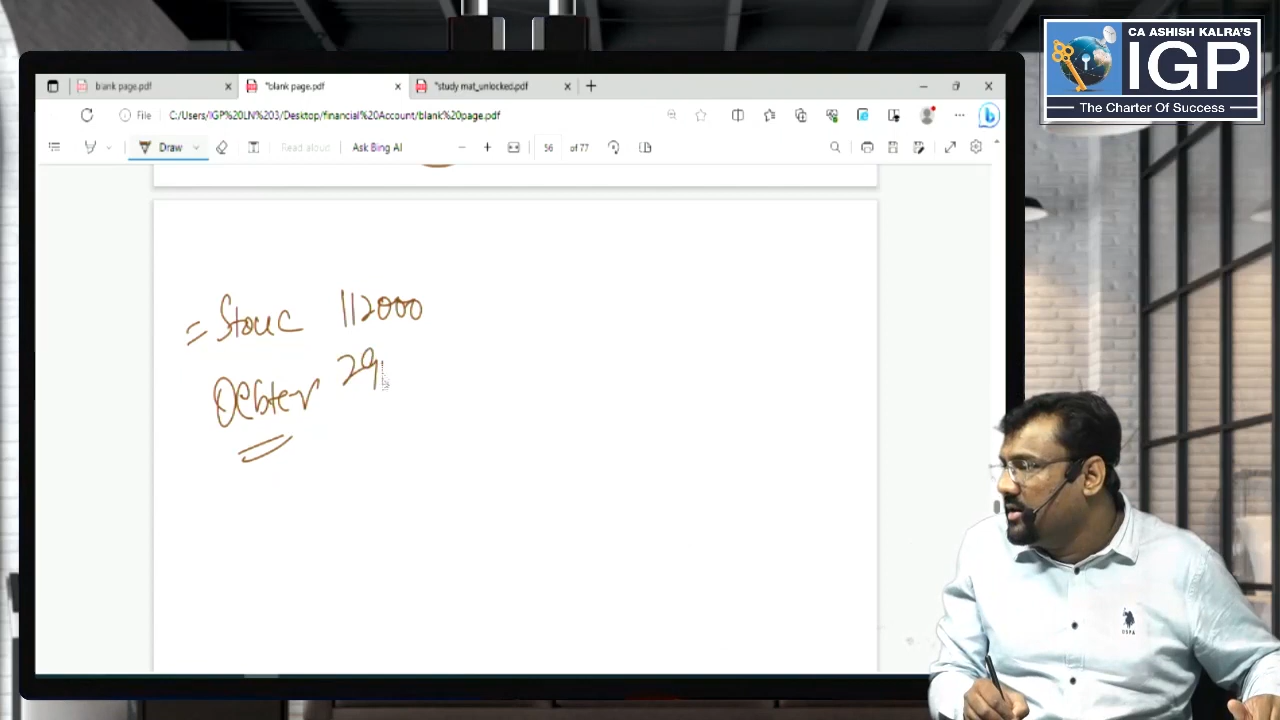 CA ASHISH KALRA'S
IGP
The Charter Of Success
blank page.pdf
*blank page.pdf
*study mat_unlocked.pdf
File
C:/Users/IGP%20LN%203/Desktop/financial%20Account/blank%20page.pdf
Draw
Read aloud
Ask Bing AI
56
of 77
= Stock 112000
Debtor 29
USPA